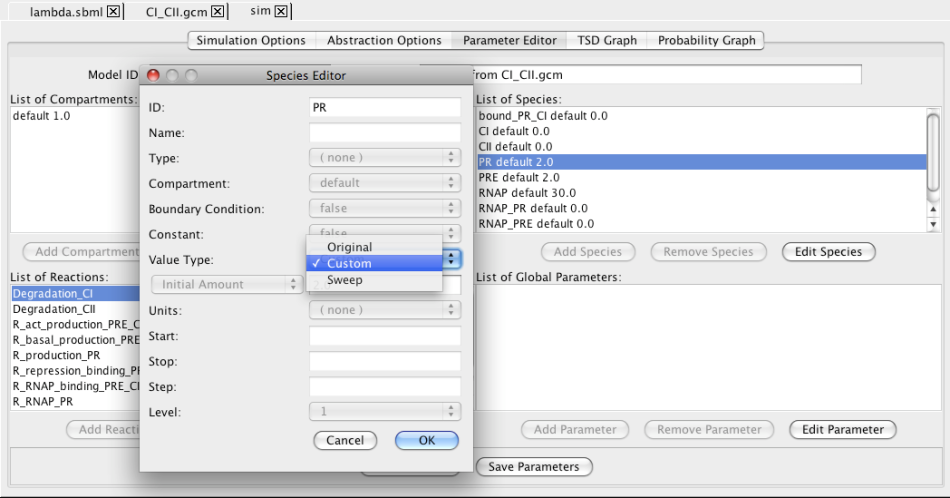 lambda.sbml
CI_CII.gcm
sim
Simulation Options
Abstraction Options
Parameter Editor
TSD Graph
Probability Graph
Model ID
from CI_CII.gcm
List of Compartments:
default 1.0
Add Compartment
List of Reactions:
Degradation_CI
Degradation_CII
R_act_production_PRE_C
R_basal_production_PRE
R_production_PR
R_repression_binding_P
R_RNAP_binding_PRE_CI
R_RNAP_PR
Add Reacti
Species Editor
ID:
PR
Name:
Type:
( none )
Compartment:
default
Boundary Condition:
false
Constant:
false
Value Type:
Original
✓ Custom
Sweep
Initial Amount
Units:
( none )
Start:
Stop:
Step:
Level:
1
Cancel
OK
List of Species:
bound_PR_CI default 0.0
CI default 0.0
CII default 0.0
PR default 2.0
PRE default 2.0
RNAP default 30.0
RNAP_PR default 0.0
RNAP_PRE default 0.0
Add Species
Remove Species
Edit Species
List of Global Parameters:
Add Parameter
Remove Parameter
Edit Parameter
Save Parameters